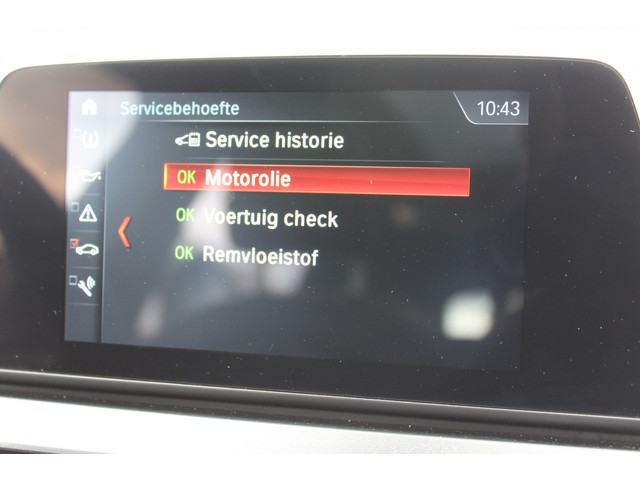 Servicebehoefte 10:43
Service historie
OK Motorolie
OK Voertuig check
OK Remvloeistof